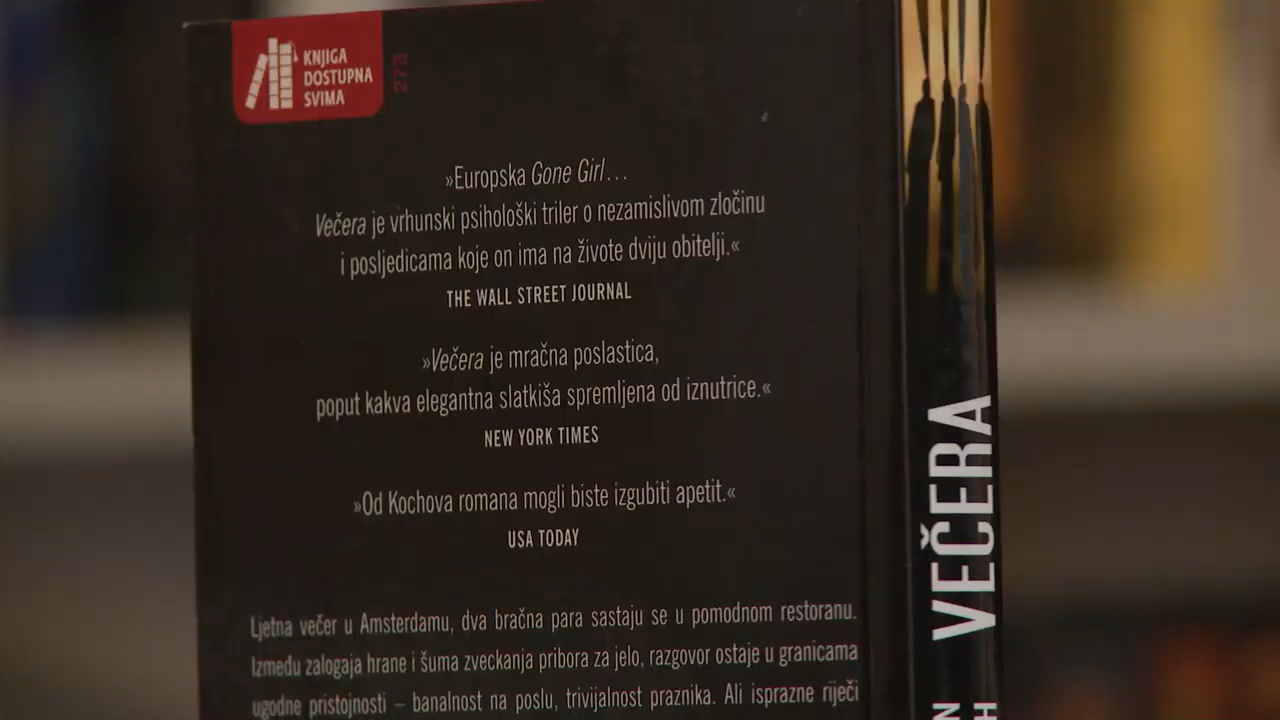 KNJIGA
DOSTUPNA
SVIMA
273
»Europska Gone Girl...
Večera je vrhunski psihološki triler o nezamislivom zločinu
i posljedicama koje on ima na živote dviju obitelji.«
THE WALL STREET JOURNAL
»Večera je mračna poslastica,
poput kakva elegantna slatkiša spremljena od iznutrice.«
NEW YORK TIMES
»Od Kochova romana mogli biste izgubiti apetit.«
USA TODAY
Ljetna večer u Amsterdamu, dva bračna para sastaju se u pomodnom restoranu.
Između zalogaja hrane i šuma zveckanja pribora za jelo, razgovor ostaje u granicama
ugodne pristojnosti – banalnost na poslu, trivijalnost praznika. Ali isprazne riječi
VEČERA
N
H